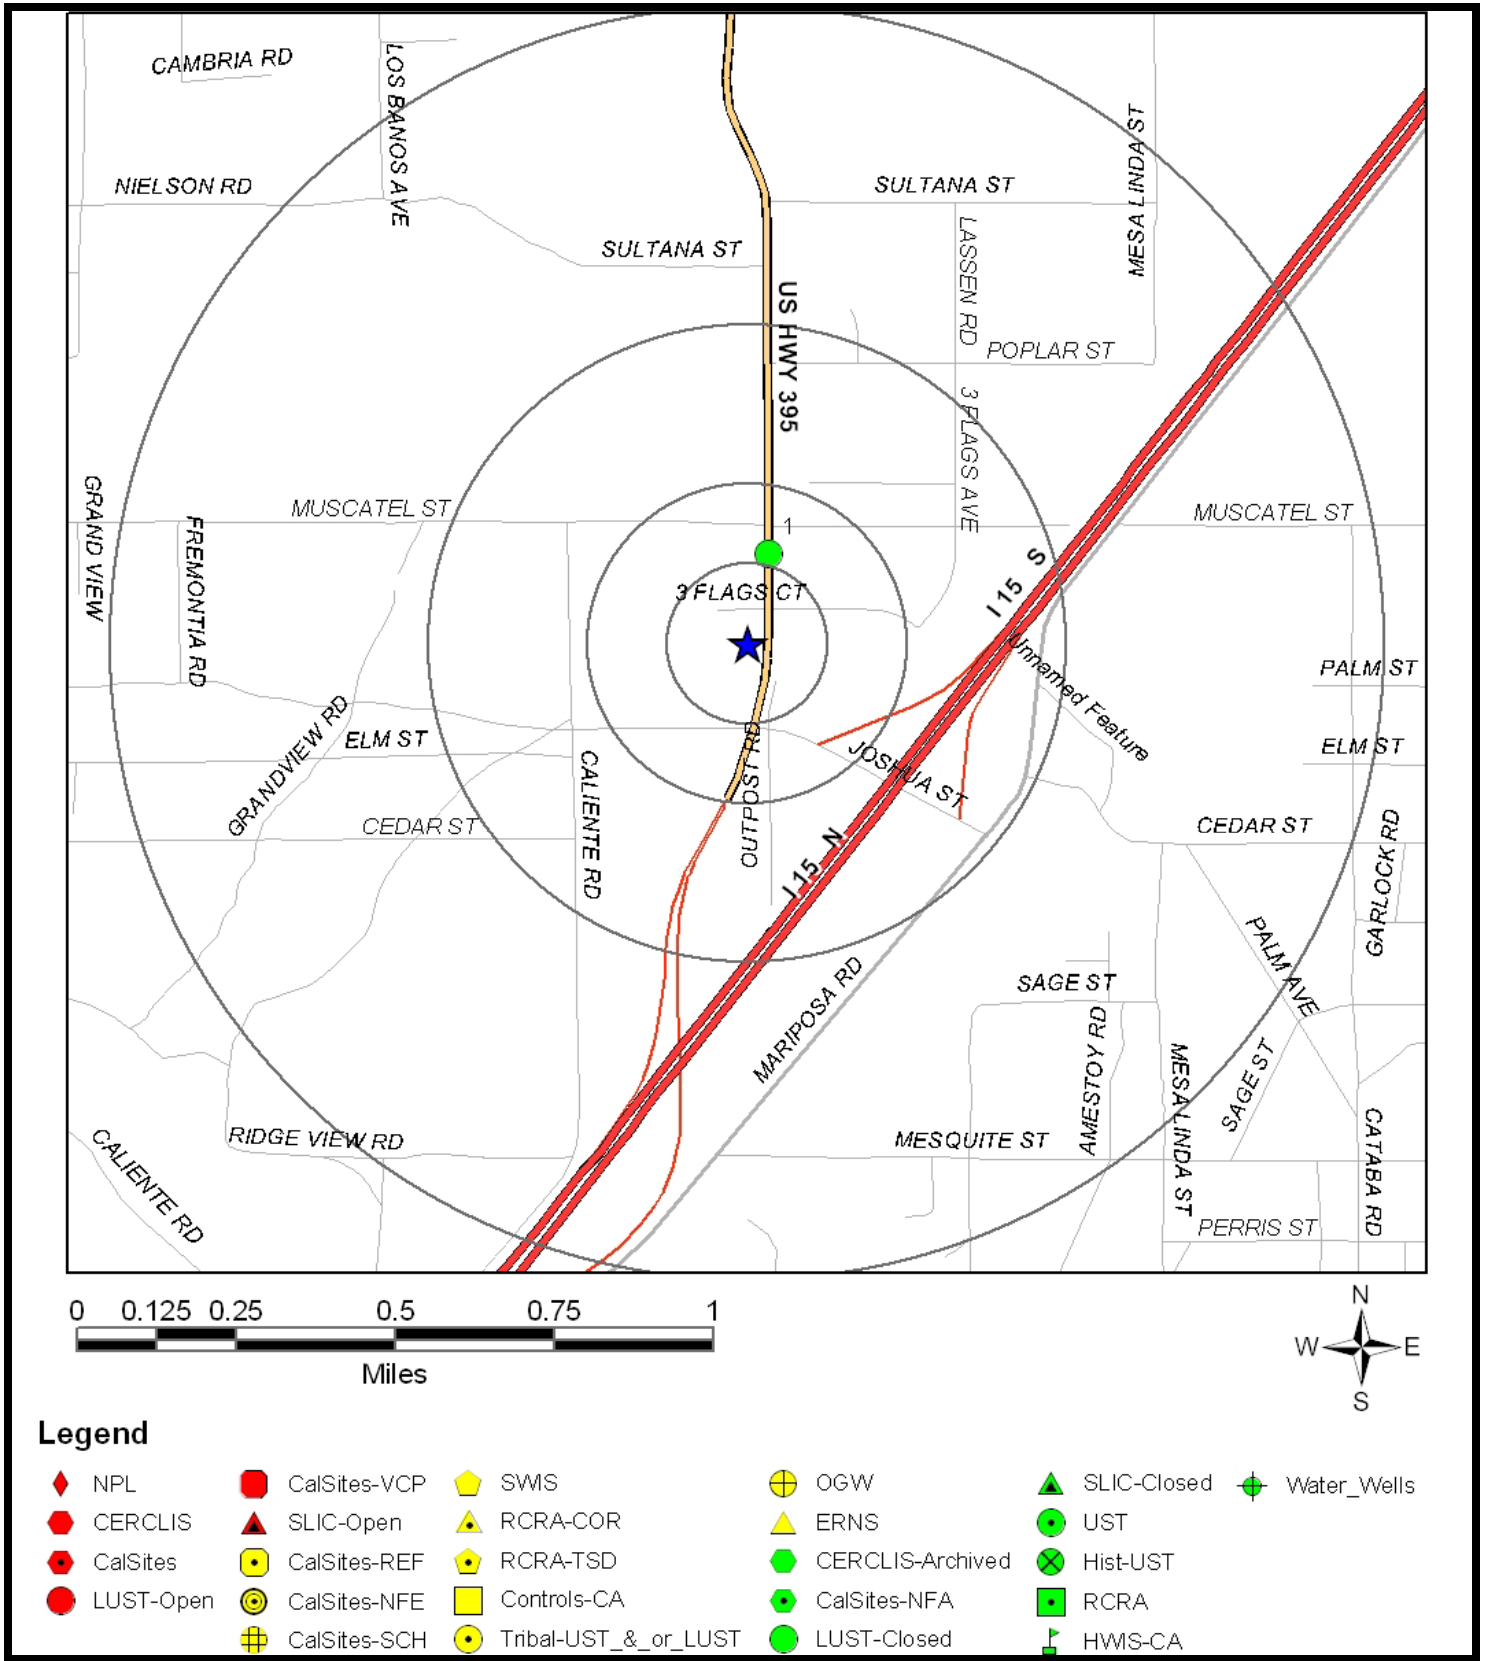 CAMBRIA RD
LOS BANOS AVE
MESA LINDA ST
NIELSON RD
SULTANA ST
SULTANA ST
LASSEN RD
US HWY 395
POPLAR ST
3 FLAGS AVE
GRAND VIEW
MUSCATEL ST
MUSCATEL ST
FREMONTIA RD
1
I 15 S
3 FLAGS CT
Unnamed Feature
PALM ST
GRANDVIEW RD
ELM ST
OUTPOST RD
JOSHUA ST
ELM ST
CALIENTE RD
CEDAR ST
I 15 N
CEDAR ST
GARLOCK RD
PALM AVE
MARIPOSA RD
SAGE ST
AMESTOY RD
MESA LINDA ST
SAGE ST
CALIENTE RD
RIDGE VIEW RD
MESQUITE ST
CATABA RD
PERRIS ST
0 0.125 0.25 0.5 0.75 1
Miles
N
W E
S
Legend
NPL
CERCLIS
CalSites
LUST-Open
CalSites-VCP
SLIC-Open
CalSites-REF
CalSites-NFE
CalSites-SCH
SWIS
RCRA-COR
RCRA-TSD
Controls-CA
Tribal-UST_&_or_LUST
OGW
ERNS
CERCLIS-Archived
CalSites-NFA
LUST-Closed
SLIC-Closed
UST
Hist-UST
RCRA
HWIS-CA
Water_Wells